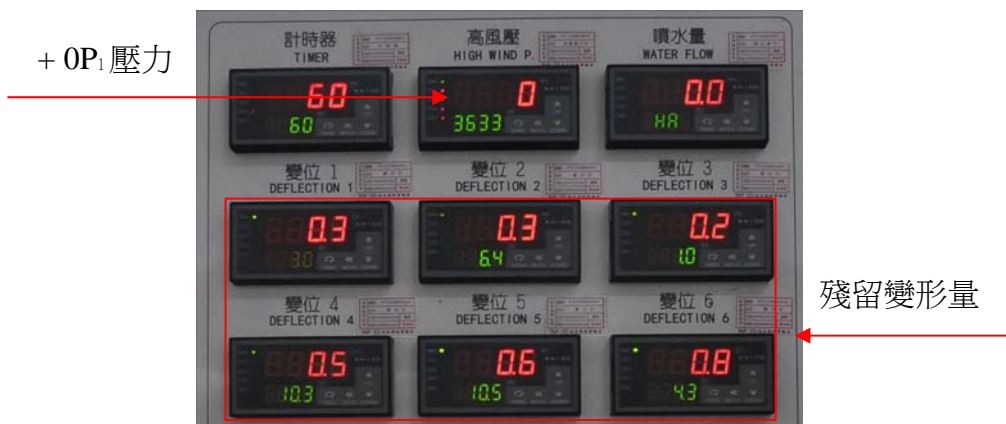 + 0P₁壓力
計時器
TIMER
高風壓
HIGH WIND P.
噴水量
WATER FLOW
60
60
0
3633
0.0
HA
變位 1
DEFLECTION 1
變位 2
DEFLECTION 2
變位 3
DEFLECTION 3
0.3
3.0
0.3
6.4
0.2
1.0
殘留變形量
變位 4
DEFLECTION 4
變位 5
DEFLECTION 5
變位 6
DEFLECTION 6
0.5
10.3
0.6
10.5
0.8
4.3